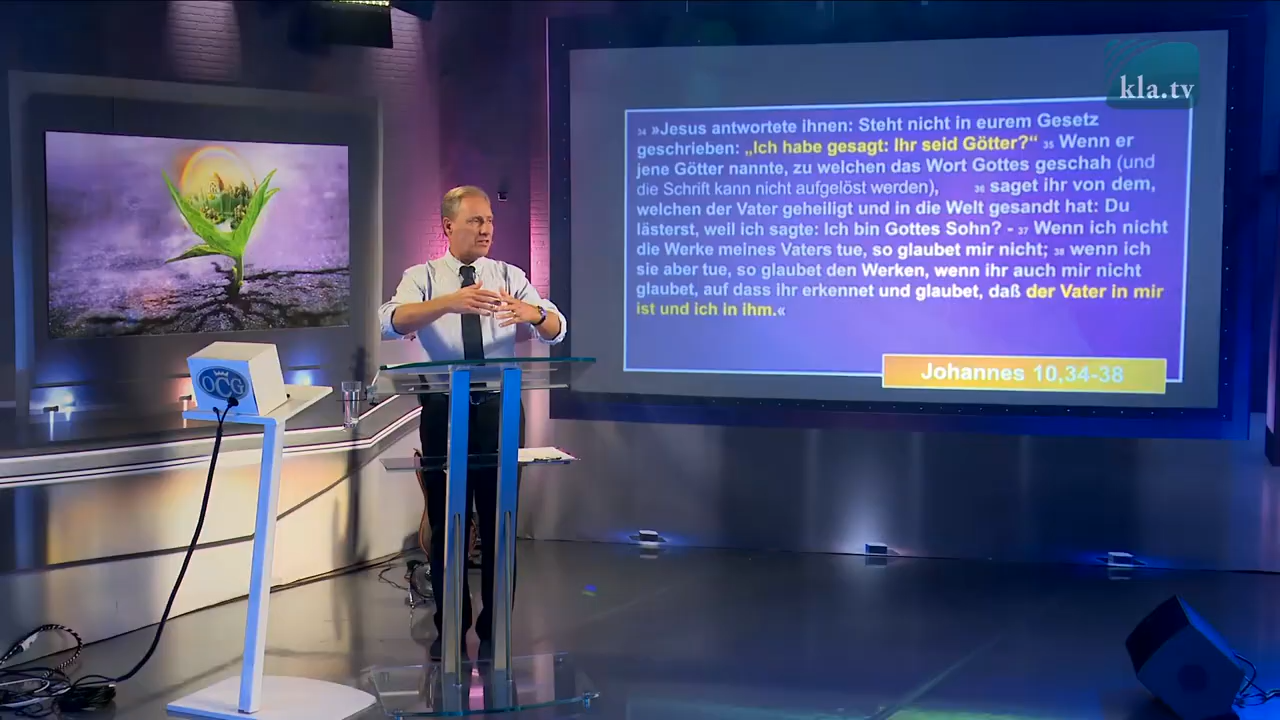 kla.tv
34 »Jesus antwortete ihnen: Steht nicht in eurem Gesetz
geschrieben: „Ich habe gesagt: Ihr seid Götter?“ 35 Wenn er
jene Götter nannte, zu welchen das Wort Gottes geschah (und
die Schrift kann nicht aufgelöst werden), 36 saget ihr von dem,
welchen der Vater geheiligt und in die Welt gesandt hat: Du
lästerst, weil ich sagte: Ich bin Gottes Sohn? - 37 Wenn ich nicht
die Werke meines Vaters tue, so glaubet mir nicht; 38 wenn ich
sie aber tue, so glaubet den Werken, wenn ihr auch mir nicht
glaubet, auf dass ihr erkennet und glaubet, daß der Vater in mir
ist und ich in ihm.«
Johannes 10,34-38
OCG